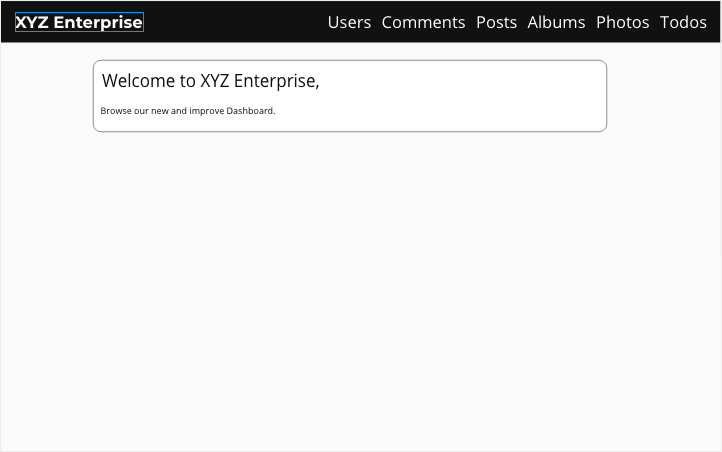 XYZ Enterprise
Users Comments Posts Albums Photos Todos
Welcome to XYZ Enterprise,
Browse our new and improve Dashboard.